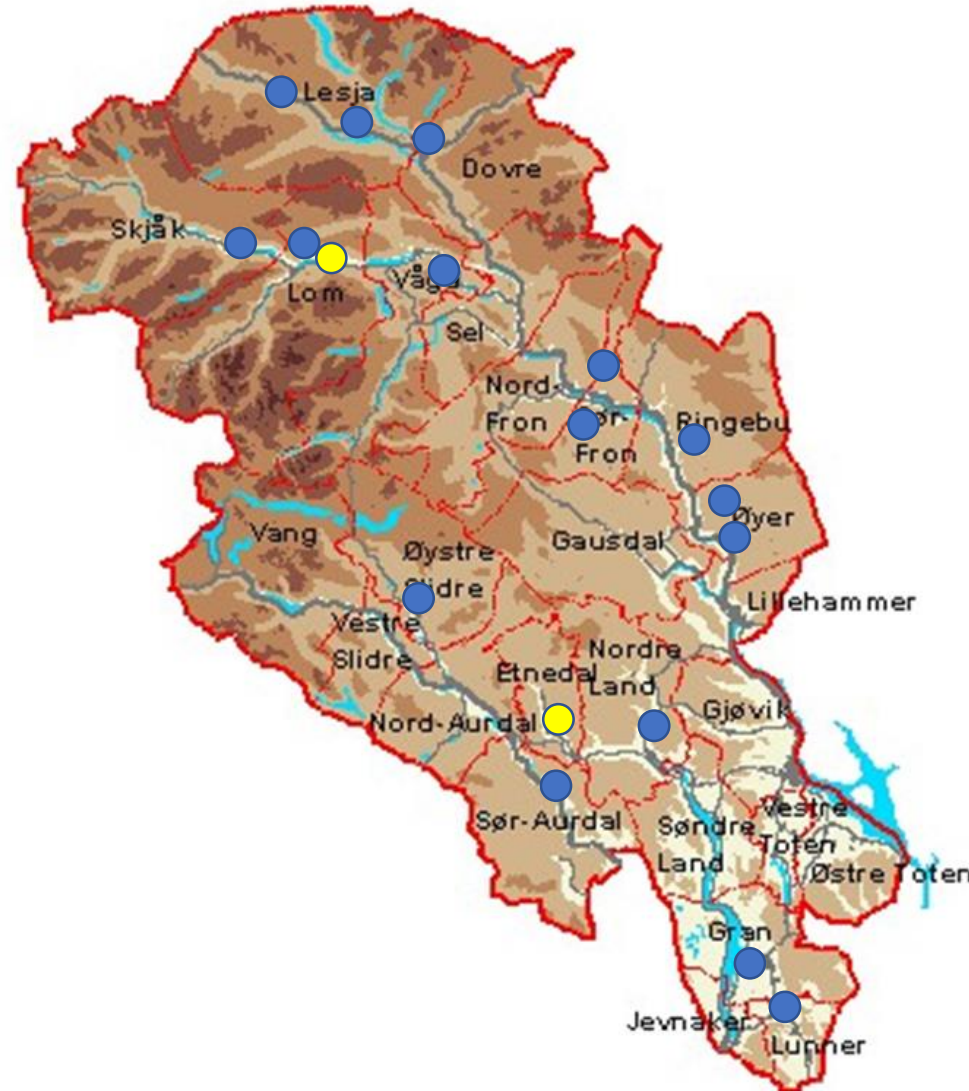 Lesja
Dovre
Skjåk
Lom
Sel
Nord-
Fron
Fron
Ringebu
Øyer
Gausdal
Vang
Øystre
Slidre
Lillehammer
Vestre
Slidre
Nordre
Land
Etnedal
Gjøvik
Nord-Aurdal
Sør-Aurdal
Vestre
Toten
Søndre
Land
Østre Toten
Gran
Jevnaker
Lunner